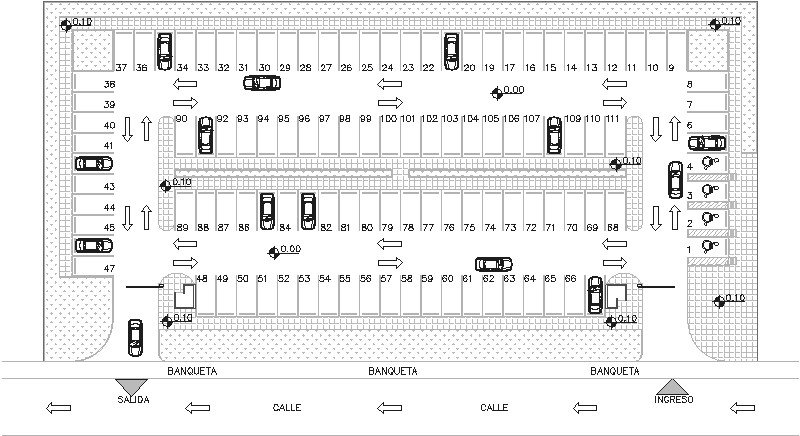 0.10 0.10
37 36 34 33 32 31 30 29 28 27 26 25 24 23 22 20 19 17 16 15 14 13 12 11 10 9
38 8
0.00
39 7
90 92 93 94 95 96 97 98 99 100 101 102 103 104 105 106 107 109 110 111
40 6
41
0.10 4
43 0.10 3
44 2
89 88 87 86 84 82 81 80 79 78 77 76 75 74 73 72 71 70 69 68
45
0.00 1
47
48 49 50 51 52 53 54 55 56 57 58 59 60 61 62 63 64 65 66
0.10
0.10 0.10
BANQUETA BANQUETA BANQUETA
SALIDA INGRESO
CALLE CALLE